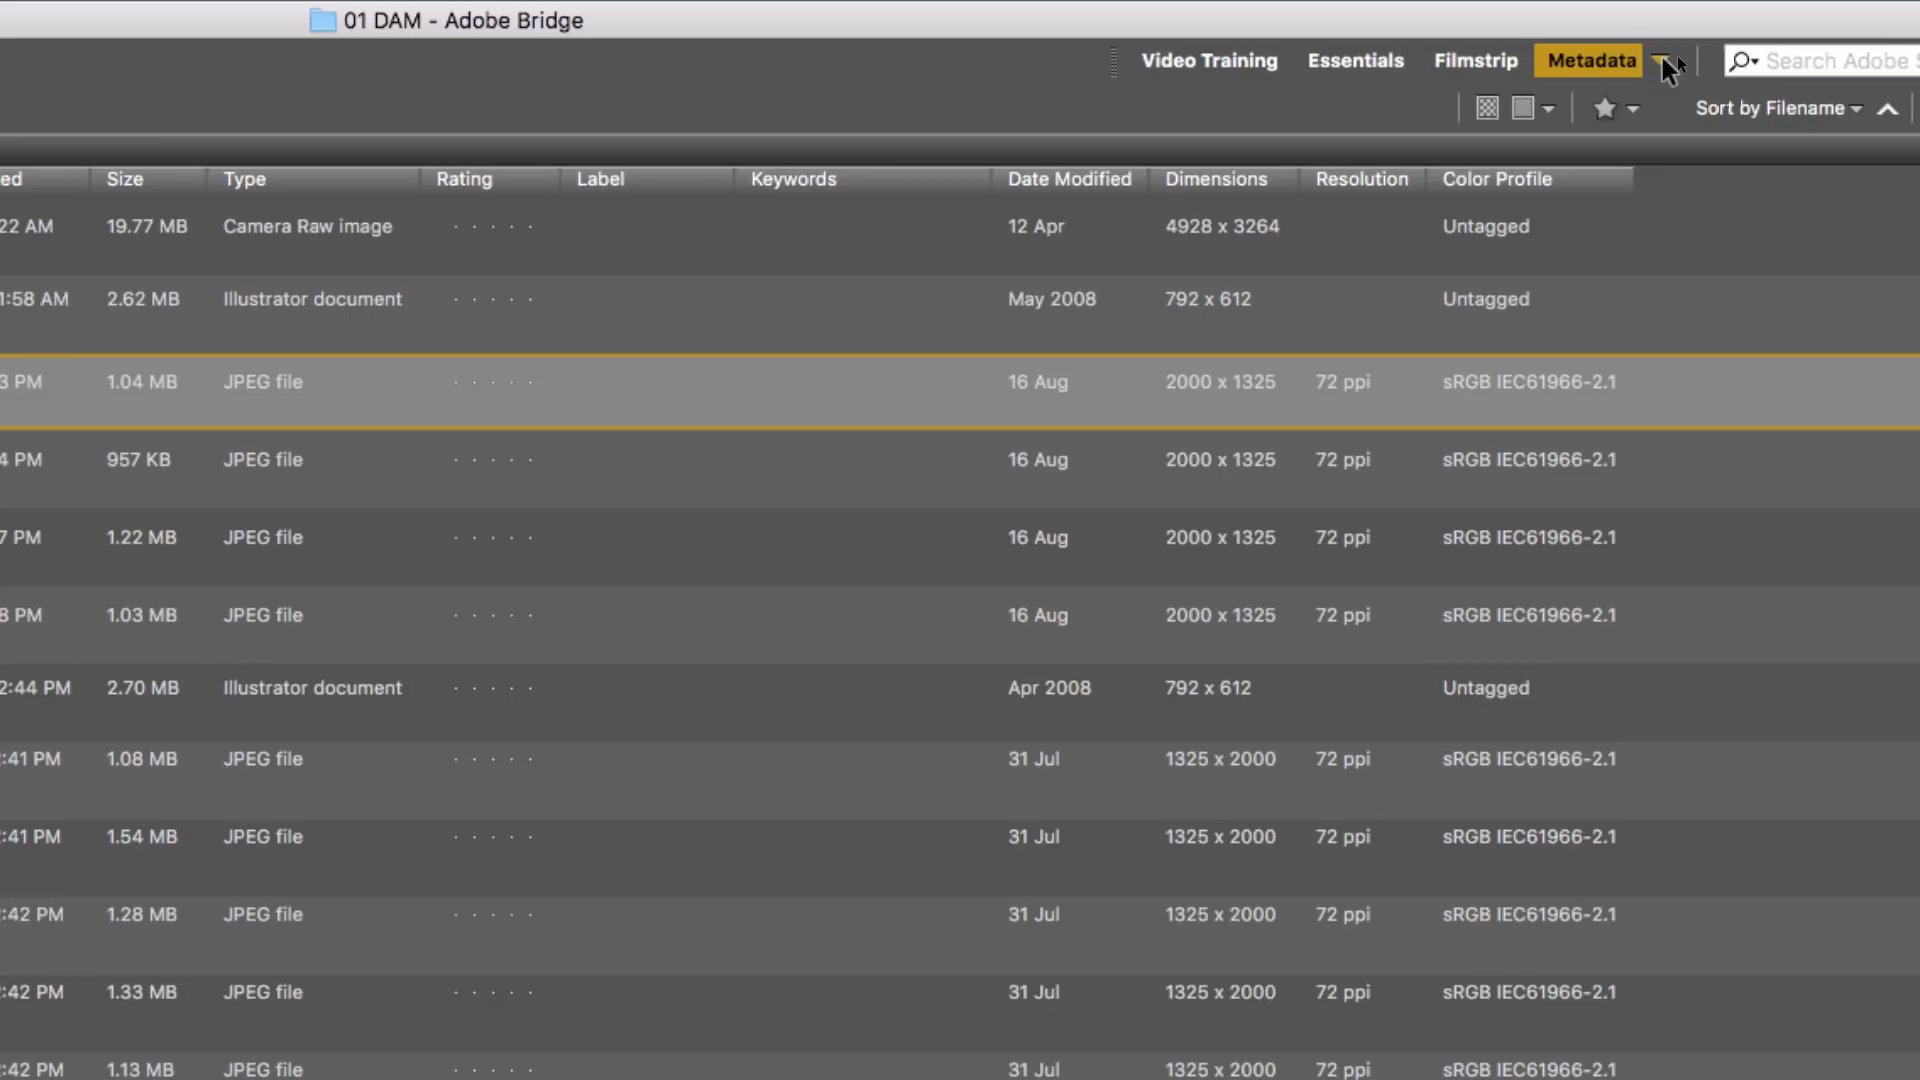 01 DAM - Adobe Bridge
Video Training Essentials Filmstrip Metadata Search Adobe S
Sort by Filename
ed Size Type Rating Label Keywords Date Modified Dimensions Resolution Color Profile
22 AM 19.77 MB Camera Raw image 12 Apr 4928 x 3264 Untagged
1:58 AM 2.62 MB Illustrator document May 2008 792 x 612 Untagged
3 PM 1.04 MB JPEG file 16 Aug 2000 x 1325 72 ppi sRGB IEC61966-2.1
4 PM 957 KB JPEG file 16 Aug 2000 x 1325 72 ppi sRGB IEC61966-2.1
7 PM 1.22 MB JPEG file 16 Aug 2000 x 1325 72 ppi sRGB IEC61966-2.1
8 PM 1.03 MB JPEG file 16 Aug 2000 x 1325 72 ppi sRGB IEC61966-2.1
2:44 PM 2.70 MB Illustrator document Apr 2008 792 x 612 Untagged
:41 PM 1.08 MB JPEG file 31 Jul 1325 x 2000 72 ppi sRGB IEC61966-2.1
:41 PM 1.54 MB JPEG file 31 Jul 1325 x 2000 72 ppi sRGB IEC61966-2.1
:42 PM 1.28 MB JPEG file 31 Jul 1325 x 2000 72 ppi sRGB IEC61966-2.1
:42 PM 1.33 MB JPEG file 31 Jul 1325 x 2000 72 ppi sRGB IEC61966-2.1
:42 PM 1.13 MB JPEG file 31 Jul 1325 x 2000 72 ppi sRGB IEC61966-2.1